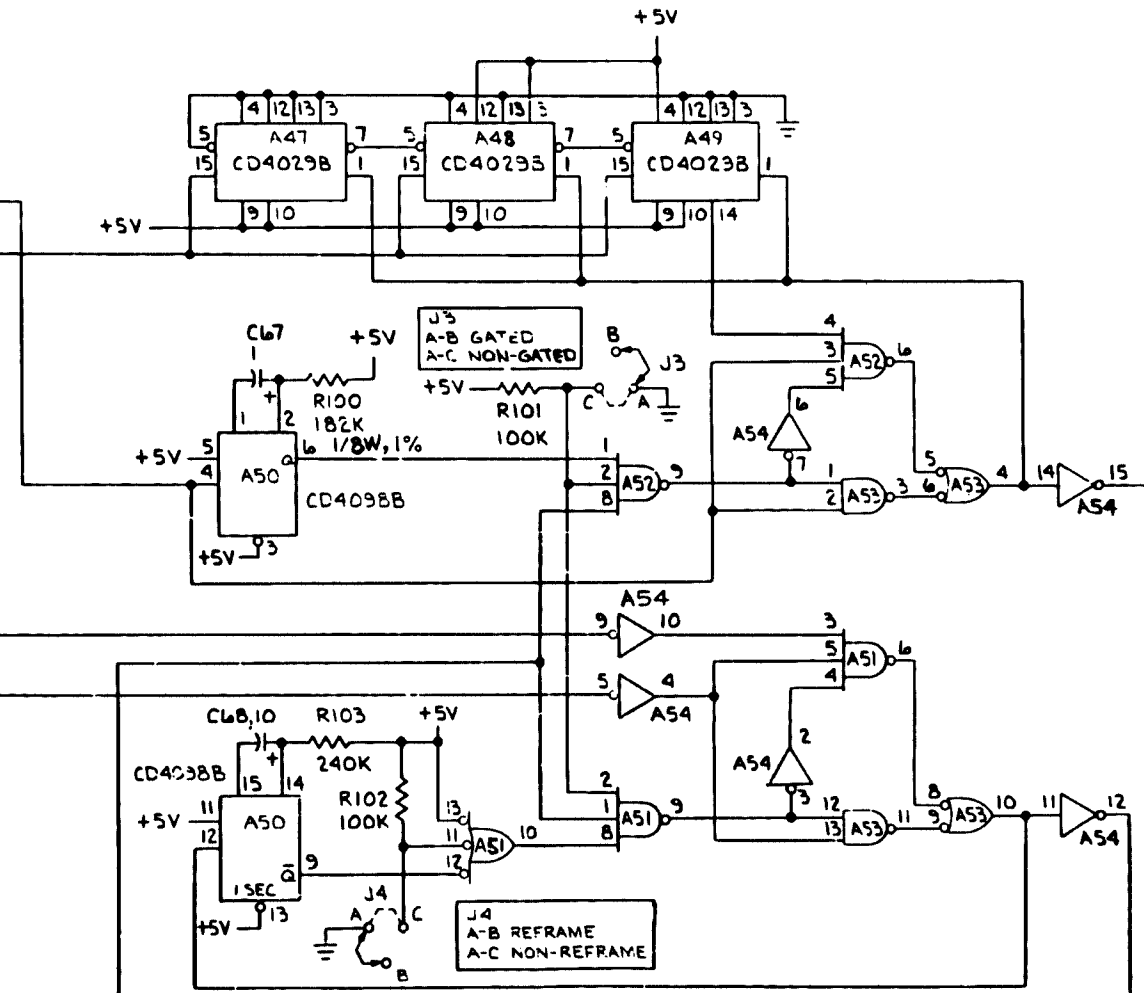 +5V
4 12 13 3
4 12 13 3
4 12 13 3
5 A47 7
5 A48 7
5 A49
15 CD4029B 1
15 CD4029B 1
15 CD4023B 1
9 10
9 10
9 10 14
+5V
J3
A-B GATED
A-C NON-GATED
C67
1
+5V
+
1 2
R100
182K
1/8W, 1%
+5V
R101
100K
B
J3
C A
4
3 A52 6
5
6
A54
7
+5V 5
4
Q 6
A50
CD4098B
+5V 3
1
2 A52 9
8
1
2 A53 3
5
6 A53 4
14 15
A54
A54
9 10
5 4
A54
3
5 A51 6
4
2
A54
3
C68,10 R103 +5V
+
240K
CD4098B
15 14
R102
100K
+5V 11
12
A50
Q̄ 9
1 SEC
+5V 13
13
11 A51 10
12
2
1 A51 9
8
12
13 A53 11
8
9 A53 10
11 12
A54
J4
A C
B
J4
A-B REFRAME
A-C NON-REFRAME